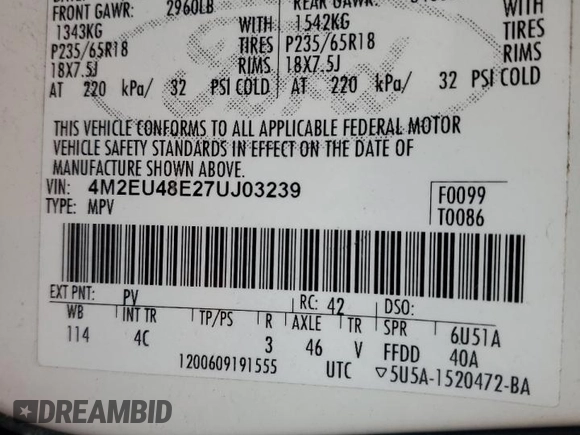 FRONT GAWR: 2960LB
1343KG
P235/65R18 TIRES
18X7.5J RIMS
AT 220 kPa/ 32 PSI COLD
REAR GAWR:
1542KG WITH
P235/65R18 TIRES
18X7.5J RIMS
AT 220 kPa/ 32 PSI COLD
Ford
THIS VEHICLE CONFORMS TO ALL APPLICABLE FEDERAL MOTOR
VEHICLE SAFETY STANDARDS IN EFFECT ON THE DATE OF
MANUFACTURE SHOWN ABOVE.
VIN: 4M2EU48E27UJ03239
TYPE: MPV
F0099
T0086
EXT PNT: PV RC: 42 DSO:
WB INT TR TP/PS R AXLE TR SPR 6U51A
114 4C 3 46 V FFDD 40A
1200609191555 UTC ▽5U5A-1520472-BA
DREAMBID